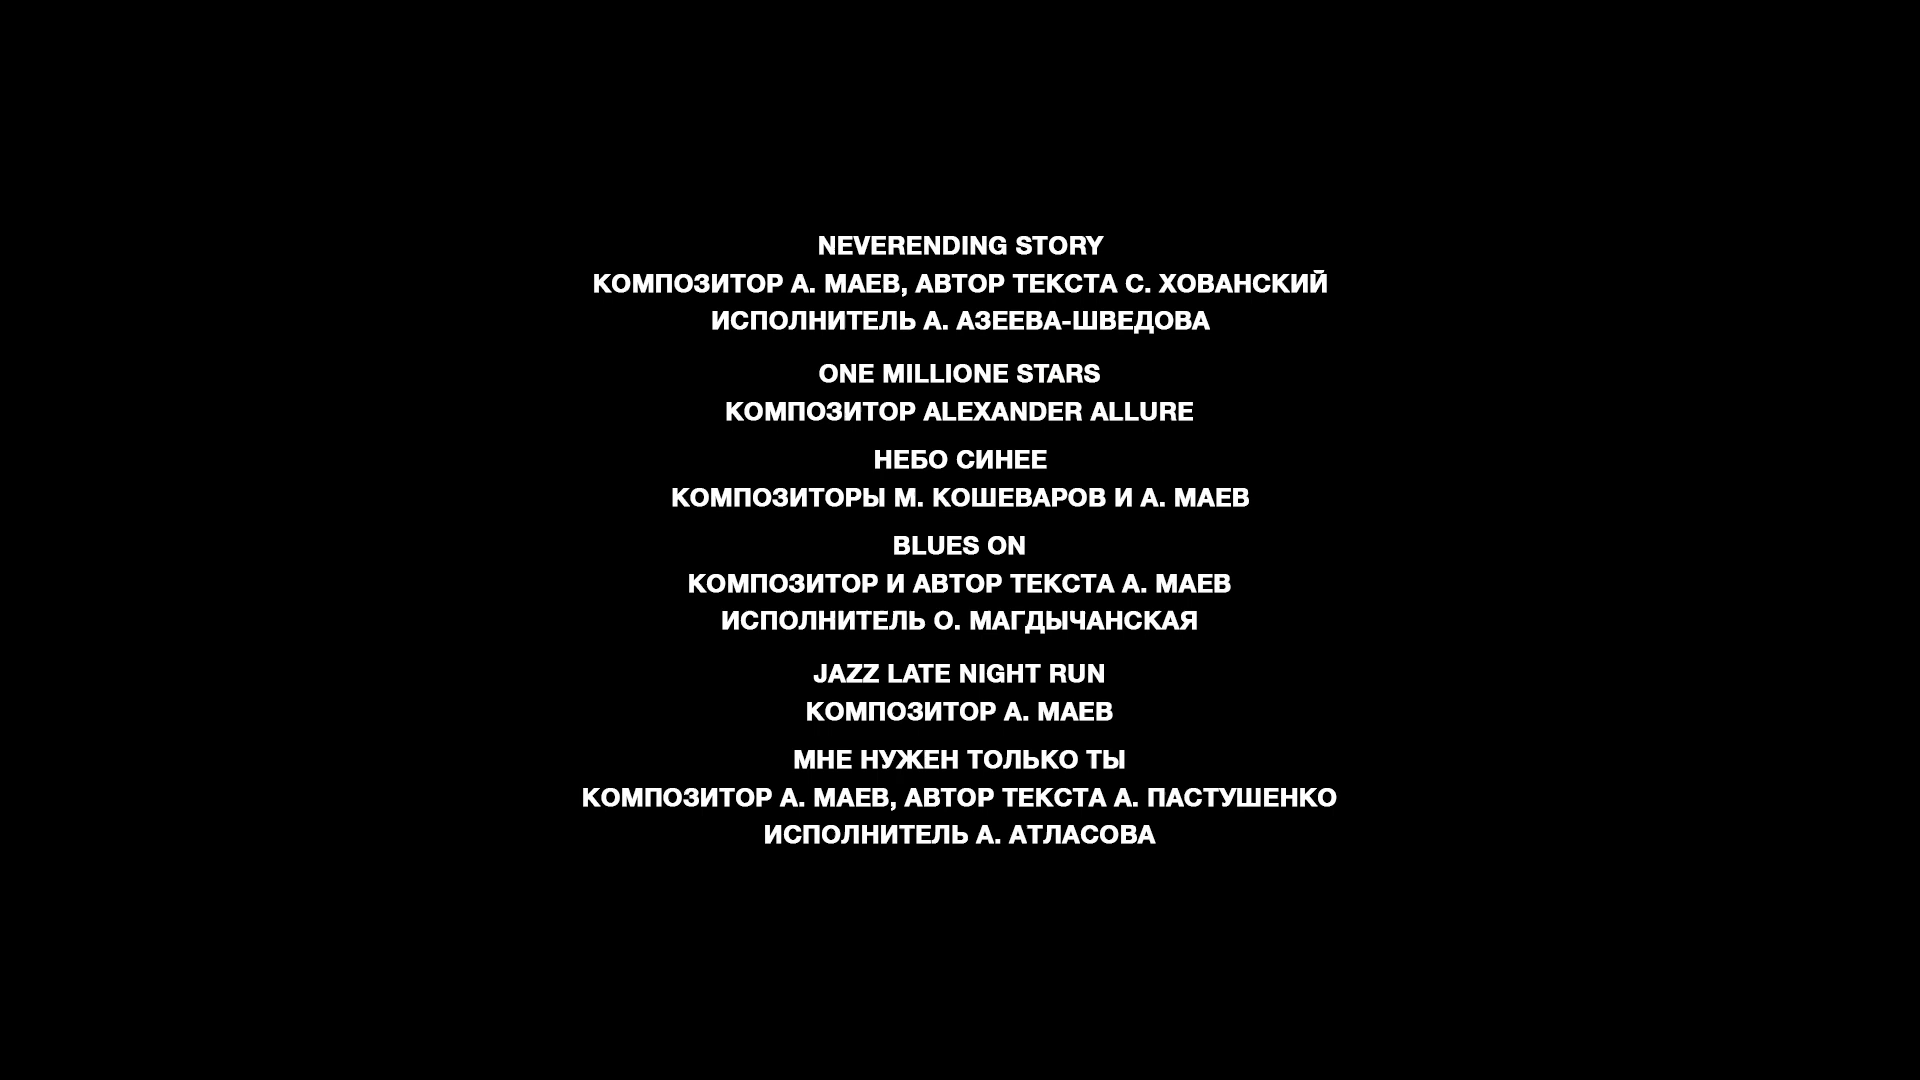 NEVERENDING STORY
КОМПОЗИТОР А. МАЕВ, АВТОР ТЕКСТА С. ХОВАНСКИЙ
ИСПОЛНИТЕЛЬ А. АЗЕЕВА-ШВЕДОВА
ONE MILLIONE STARS
КОМПОЗИТОР ALEXANDER ALLURE
НЕБО СИНЕЕ
КОМПОЗИТОРЫ М. КОШЕВАРОВ И А. МАЕВ
BLUES ON
КОМПОЗИТОР И АВТОР ТЕКСТА А. МАЕВ
ИСПОЛНИТЕЛЬ О. МАГДЫЧАНСКАЯ
JAZZ LATE NIGHT RUN
КОМПОЗИТОР А. МАЕВ
МНЕ НУЖЕН ТОЛЬКО ТЫ
КОМПОЗИТОР А. МАЕВ, АВТОР ТЕКСТА А. ПАСТУШЕНКО
ИСПОЛНИТЕЛЬ А. АТЛАСОВА